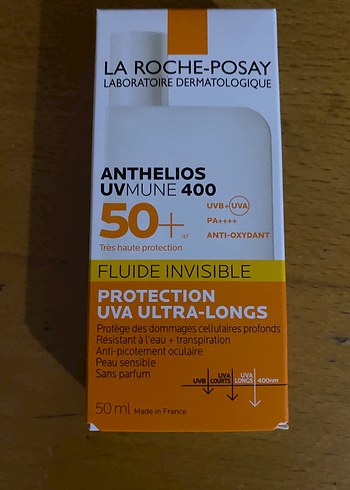 LA ROCHE-POSAY
LABORATOIRE DERMATOLOGIQUE
ANTHELIOS
UVMUNE 400
50+
UVB+UVA
PA++++
ANTI-OXYDANT
Très haute protection
FLUIDE INVISIBLE
PROTECTION
UVA ULTRA-LONGS
Protège des dommages cellulaires profonds
Résistant à l'eau + transpiration
Anti-picotement oculaire
Peau sensible
Sans parfum
UVB
UVA COURTS
UVA LONGS
400nm
50 ml Made in France